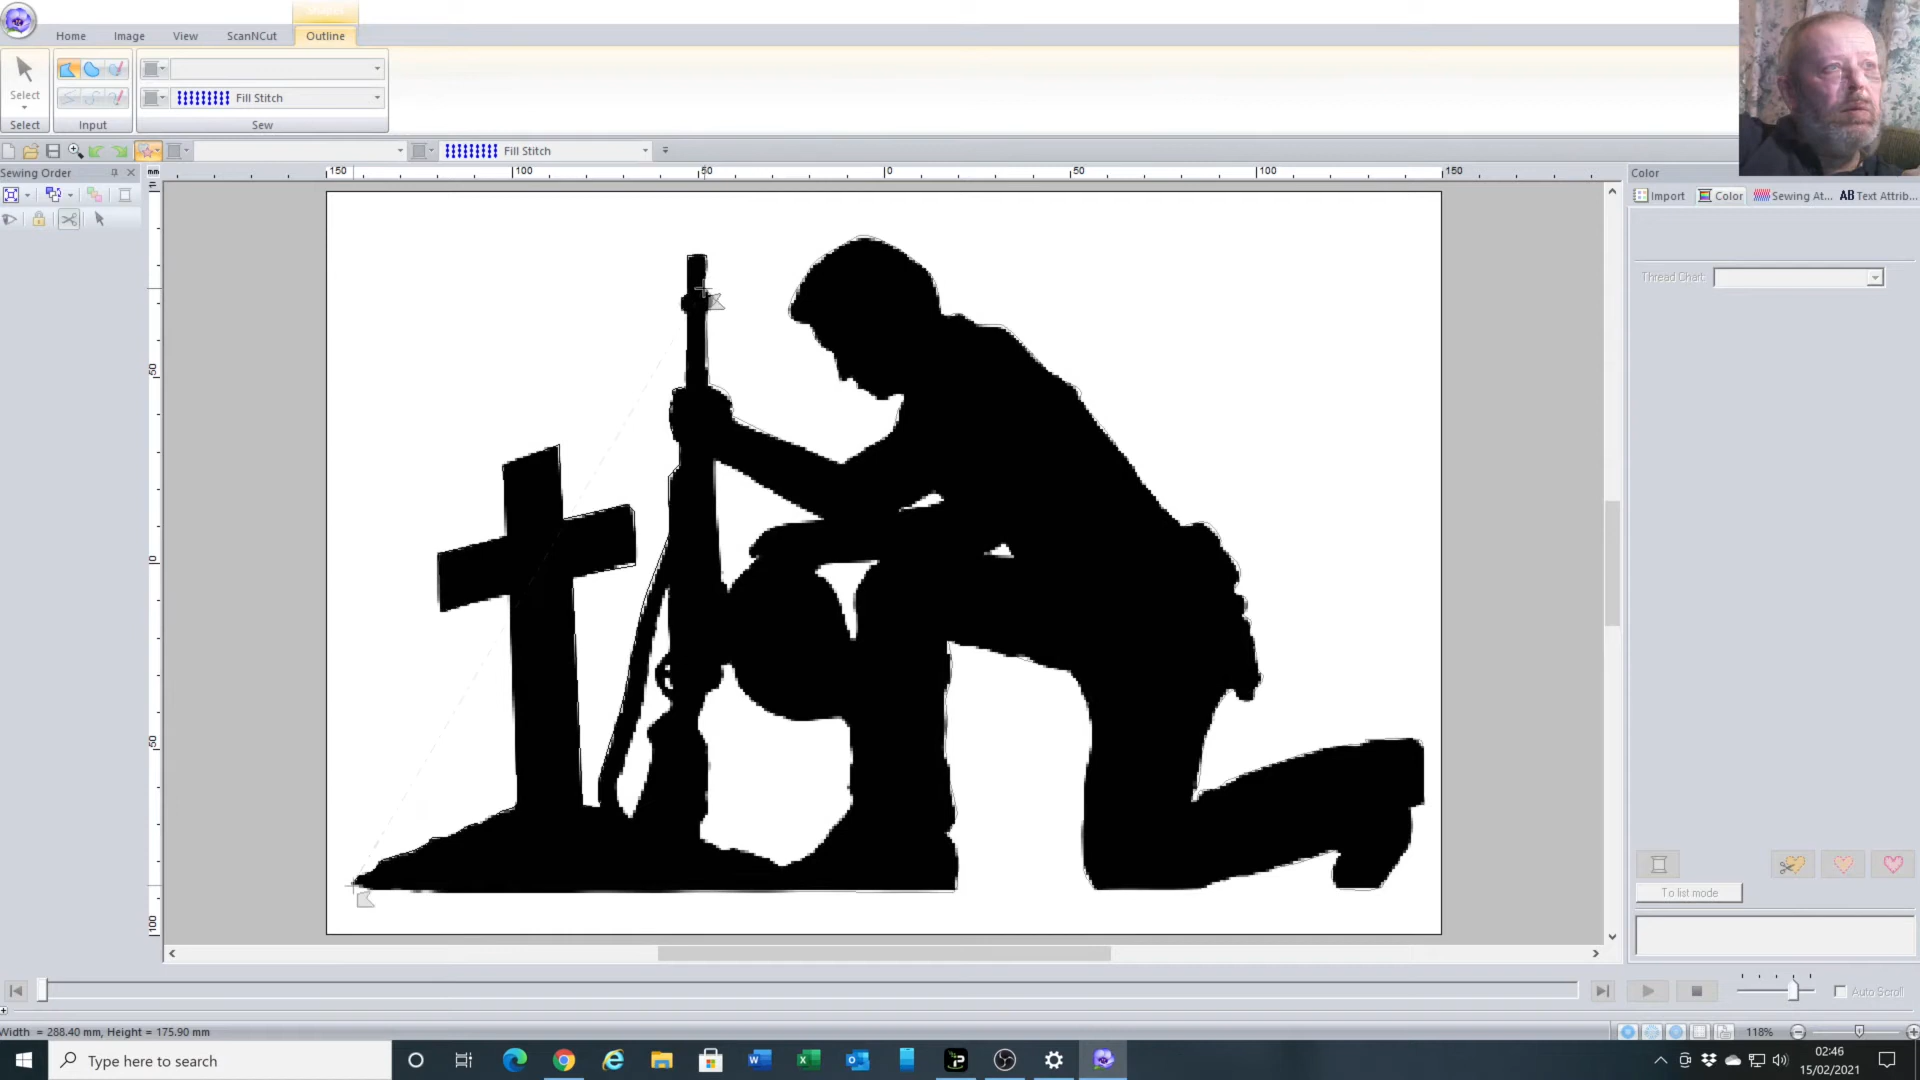 Home Image View ScanNCut Outline
Select
Fill Stitch
Select Input Sew
Fill Stitch
Sewing Order
mm
150 100 50 0 50 100 150
Color
Import Color Sewing At... AB Text Attrib...
Thread Chart:
50
0
50
100
To list mode
Auto Scroll
Width = 288.40 mm, Height = 175.90 mm
118%
Type here to search
02:46
15/02/2021